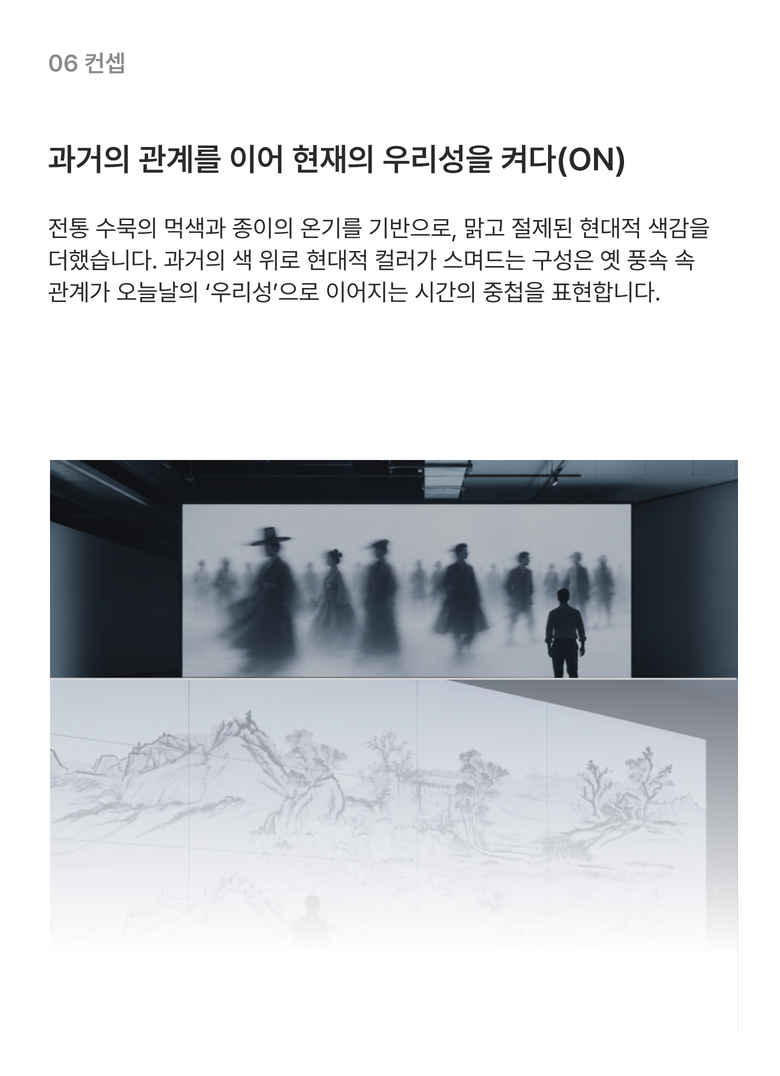 06 컨셉
과거의 관계를 이어 현재의 우리성을 켜다(ON)
전통 수묵의 먹색과 종이의 온기를 기반으로, 맑고 절제된 현대적 색감을
더했습니다. 과거의 색 위로 현대적 컬러가 스며드는 구성은 옛 풍속 속
관계가 오늘날의 ‘우리성’으로 이어지는 시간의 중첩을 표현합니다.